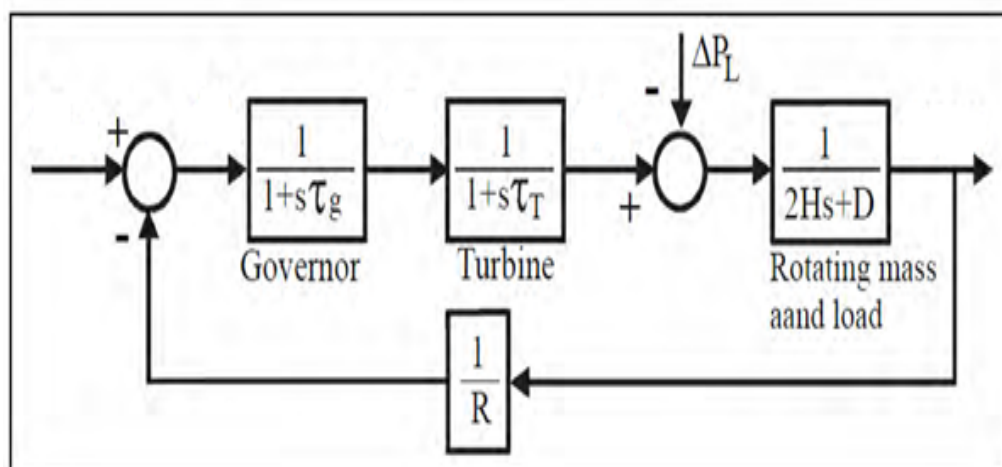 ΔP_L
-
+
1
1+sτ_g
1
1+sτ_T
1
2Hs+D
+
-
Governor
Turbine
Rotating mass
aand load
1
R